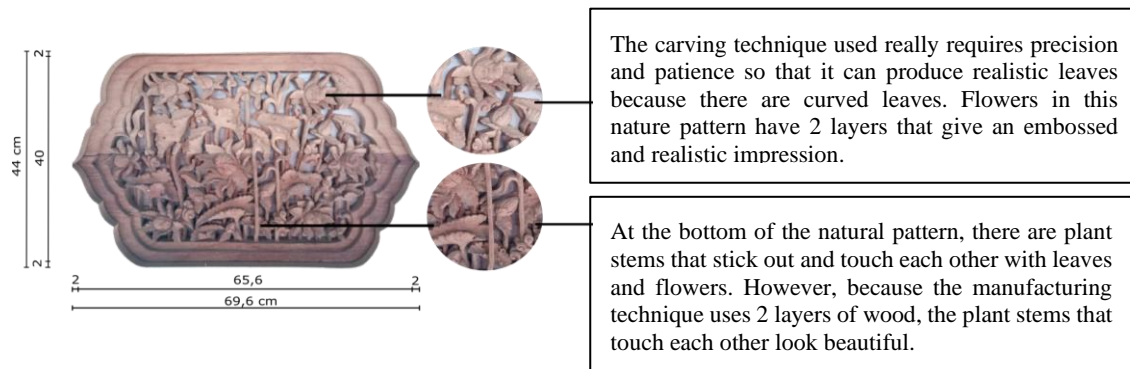 The carving technique used really requires precision
and patience so that it can produce realistic leaves
because there are curved leaves. Flowers in this
nature pattern have 2 layers that give an embossed
and realistic impression.
At the bottom of the natural pattern, there are plant
stems that stick out and touch each other with leaves
and flowers. However, because the manufacturing
technique uses 2 layers of wood, the plant stems that
touch each other look beautiful.
2
44 cm
40
2
2
65,6
2
69,6 cm